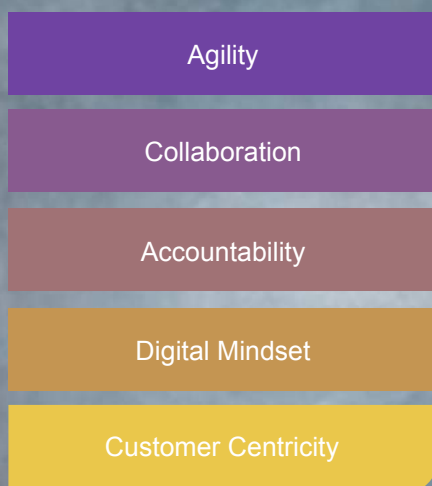 Agility
Collaboration
Accountability
Digital Mindset
Customer Centricity